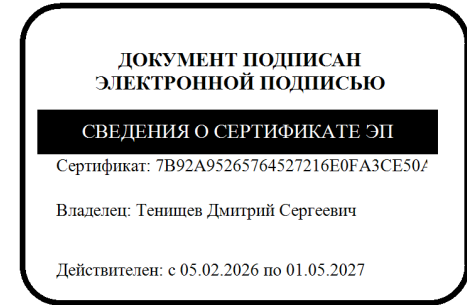 ДОКУМЕНТ ПОДПИСАН
ЭЛЕКТРОННОЙ ПОДПИСЬЮ
СВЕДЕНИЯ О СЕРТИФИКАТЕ ЭП
Сертификат: 7B92A95265764527216E0FA3CE50A
Владелец: Тенищев Дмитрий Сергеевич
Действителен: с 05.02.2026 по 01.05.2027